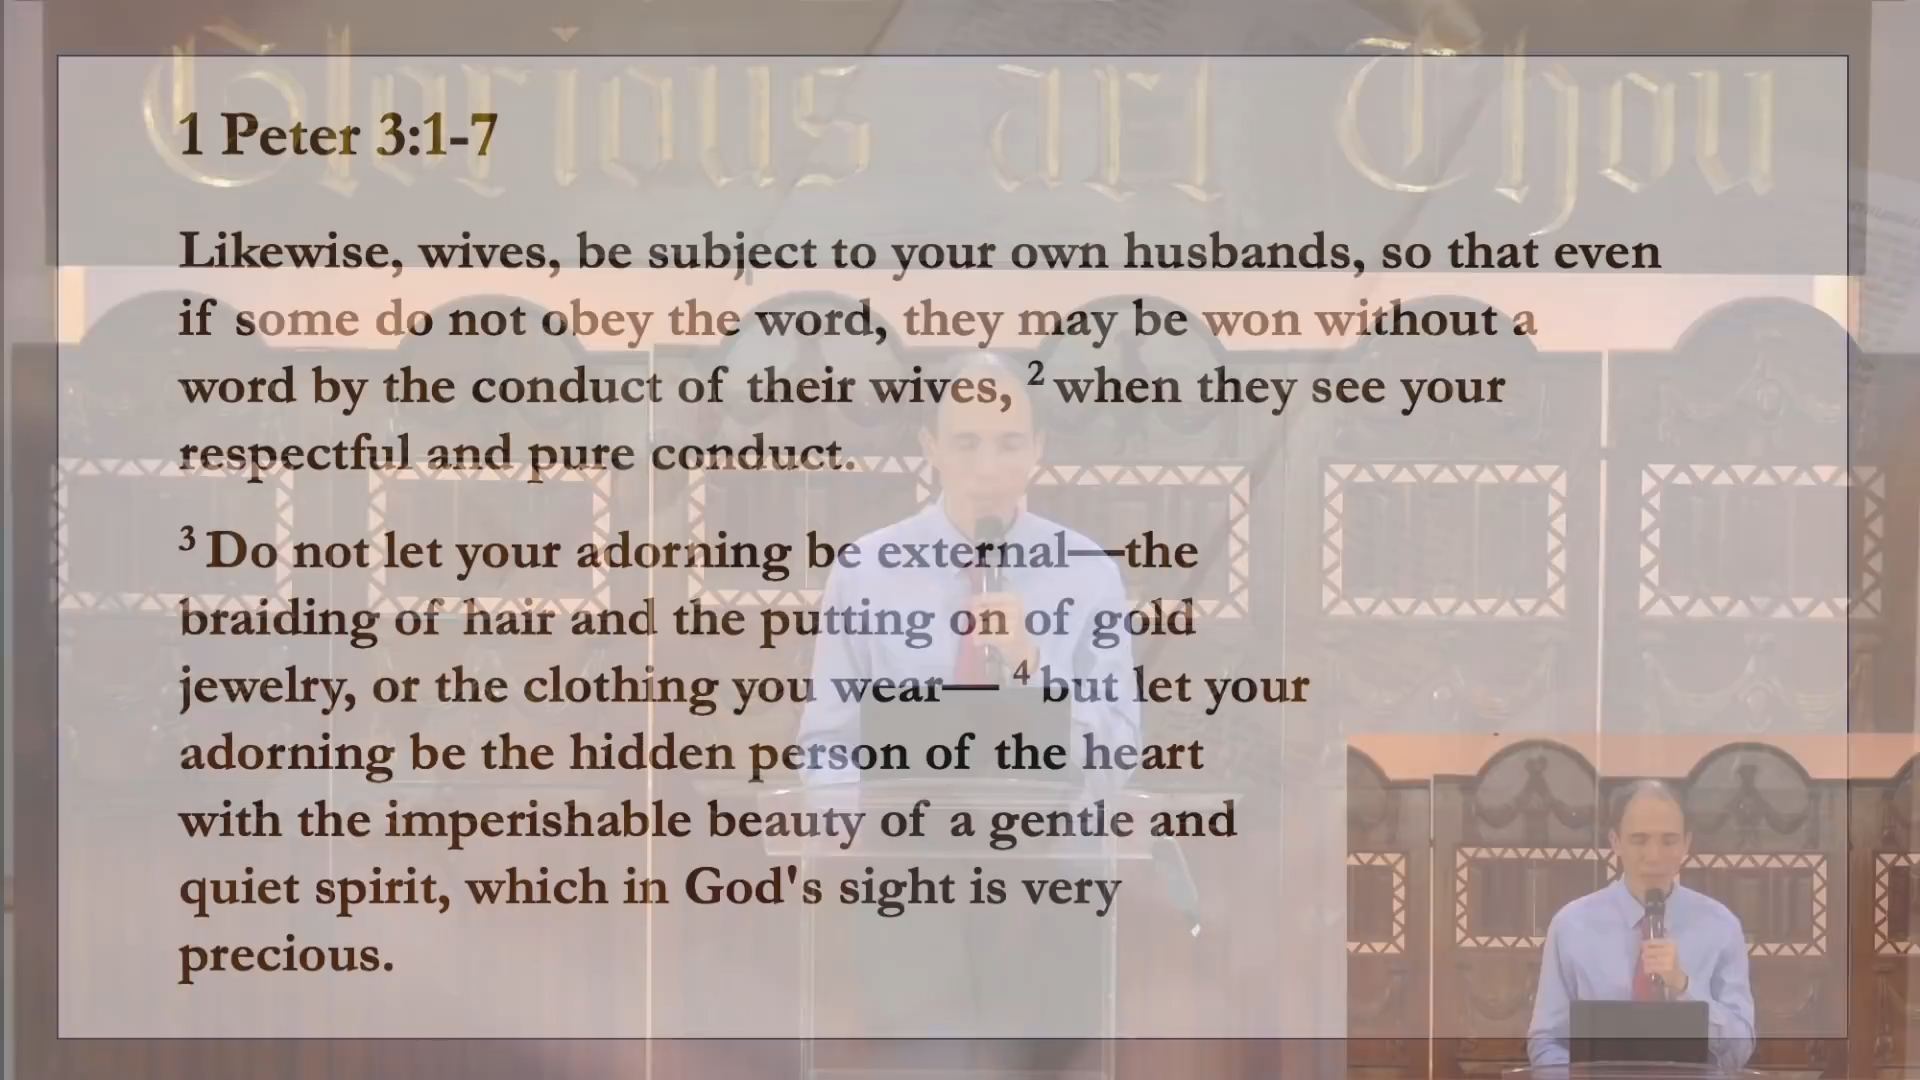 Glorious art Thou
1 Peter 3:1-7
Likewise, wives, be subject to your own husbands, so that even
if some do not obey the word, they may be won without a
word by the conduct of their wives, 2 when they see your
respectful and pure conduct.
3 Do not let your adorning be external—the
braiding of hair and the putting on of gold
jewelry, or the clothing you wear— 4 but let your
adorning be the hidden person of the heart
with the imperishable beauty of a gentle and
quiet spirit, which in God's sight is very
precious.